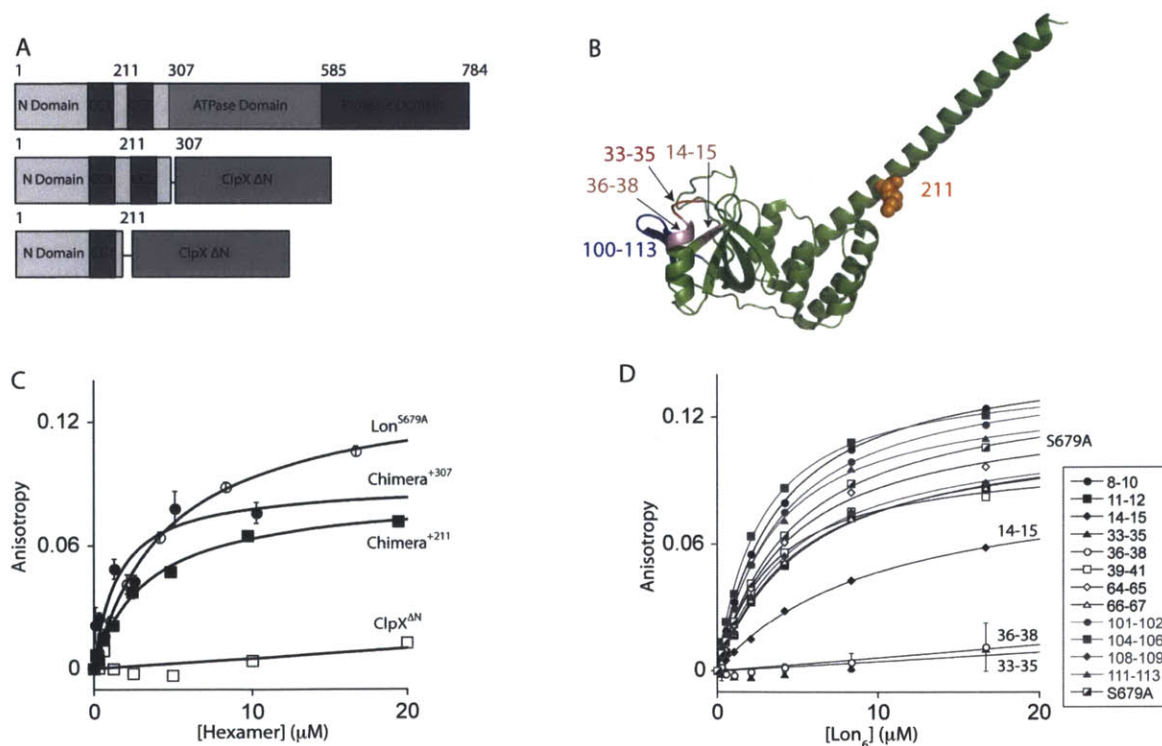 A
1 211 307 585 784
N Domain ATPase Domain
1 211 307
N Domain ClpX ΔN
1 211
N Domain ClpX ΔN
B
33-35 14-15
36-38
211
100-113
C
0.12
0.06
0
Anisotropy
Lon^S679A
Chimera^+307
Chimera^+211
ClpX^ΔN
0 10 20
[Hexamer] (μM)
D
0.12
0.06
0
Anisotropy
S679A
14-15
36-38
33-35
0 10 20
[Lon₆] (μM)
8-10
11-12
14-15
33-35
36-38
39-41
64-65
66-67
101-102
104-106
108-109
111-113
S679A